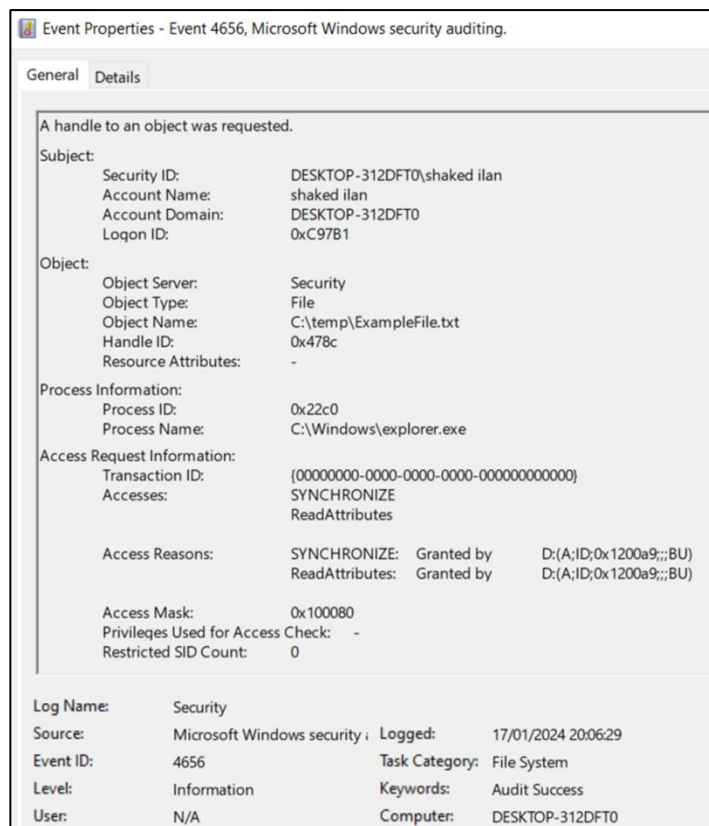 Event Properties - Event 4656, Microsoft Windows security auditing.
General Details
A handle to an object was requested.
Subject:
Security ID: DESKTOP-312DFT0\shaked ilan
Account Name: shaked ilan
Account Domain: DESKTOP-312DFT0
Logon ID: 0xC97B1
Object:
Object Server: Security
Object Type: File
Object Name: C:\temp\ExampleFile.txt
Handle ID: 0x478c
Resource Attributes: -
Process Information:
Process ID: 0x22c0
Process Name: C:\Windows\explorer.exe
Access Request Information:
Transaction ID: {00000000-0000-0000-0000-000000000000}
Accesses: SYNCHRONIZE
ReadAttributes
Access Reasons: SYNCHRONIZE: Granted by D:(A;ID;0x1200a9;;;BU)
ReadAttributes: Granted by D:(A;ID;0x1200a9;;;BU)
Access Mask: 0x100080
Privileges Used for Access Check: -
Restricted SID Count: 0
Log Name: Security
Source: Microsoft Windows security Logged: 17/01/2024 20:06:29
Event ID: 4656 Task Category: File System
Level: Information Keywords: Audit Success
User: N/A Computer: DESKTOP-312DFT0